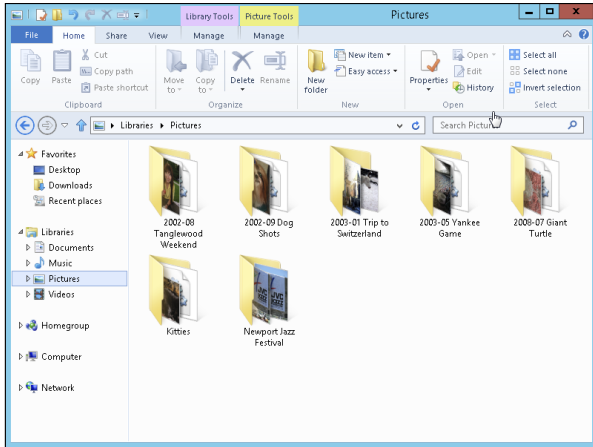 Library Tools
Picture Tools
Pictures
File
Home
Share
View
Manage
Manage
Copy
Paste
Cut
Copy path
Paste shortcut
Clipboard
Move to
Copy to
Delete
Rename
Organize
New folder
New item
Easy access
New
Properties
Open
Edit
History
Open
Select all
Select none
Invert selection
Select
Libraries
Pictures
Search Pictures
Favorites
Desktop
Downloads
Recent places
Libraries
Documents
Music
Pictures
Videos
Homegroup
Computer
Network
2002-08
Tanglewood
Weekend
2002-09 Dog
Shots
2003-01 Trip to
Switzerland
2003-05 Yankee
Game
2008-07 Giant
Turtle
Kitties
Newport Jazz
Festival